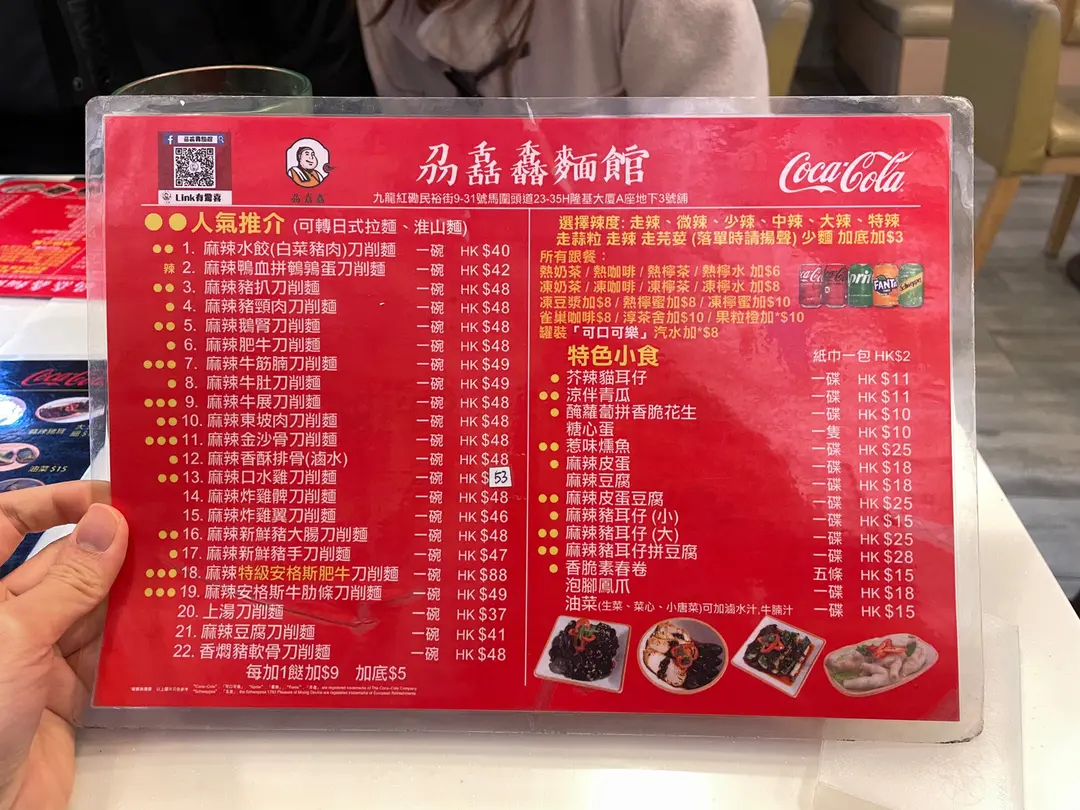 荔蕌雞麵館
Link有驚喜
刕蕌馫麵館
九龍紅磡民裕街9-31號馬圍頭道23-35H隆基大廈A座地下3號舖
Coca-Cola
人氣推介 (可轉日式拉麵、淮山麵)
1. 麻辣水餃(白菜豬肉)刀削麵 一碗 HK $40
辣 2. 麻辣鴨血拼鵪鶉蛋刀削麵 一碗 HK $42
3. 麻辣豬扒刀削麵 一碗 HK $48
4. 麻辣豬頸肉刀削麵 一碗 HK $48
5. 麻辣鵝腎刀削麵 一碗 HK $48
6. 麻辣肥牛刀削麵 一碗 HK $48
7. 麻辣牛筋腩刀削麵 一碗 HK $49
8. 麻辣牛肚刀削麵 一碗 HK $49
9. 麻辣牛展刀削麵 一碗 HK $48
10. 麻辣東坡肉刀削麵 一碗 HK $48
11. 麻辣金沙骨刀削麵 一碗 HK $48
12. 麻辣香酥排骨(滷水) 一碗 HK $48
13. 麻辣口水雞刀削麵 一碗 HK $53
14. 麻辣炸雞髀刀削麵 一碗 HK $48
15. 麻辣炸雞翼刀削麵 一碗 HK $46
16. 麻辣新鮮豬大腸刀削麵 一碗 HK $48
17. 麻辣新鮮豬手刀削麵 一碗 HK $47
18. 麻辣特級安格斯肥牛刀削麵 一碗 HK $88
19. 麻辣安格斯牛肋條刀削麵 一碗 HK $49
20. 上湯刀削麵 一碗 HK $37
21. 麻辣豆腐刀削麵 一碗 HK $41
22. 香燜豬軟骨刀削麵 一碗 HK $48
每加1餸加$9 加底$5
選擇辣度: 走辣、微辣、少辣、中辣、大辣、特辣
走蒜粒 走辣 走芫荽 (落單時請揚聲) 少麵 加底加$3
所有跟餐:
熱奶茶 / 熱咖啡 / 熱檸茶 / 熱檸水 加$6
凍奶茶 / 凍咖啡 / 凍檸茶 / 凍檸水 加$8
凍豆漿加$8 / 熱檸蜜加$8 / 凍檸蜜加$10
雀巢咖啡$8 / 淳茶舍加$10 / 果粒橙加*$10
罐裝「可口可樂」汽水加*$8
特色小食 紙巾一包 HK$2
芥辣貓耳仔 一碟 HK $11
涼伴青瓜 一碟 HK $11
醃蘿蔔拼香脆花生 一碟 HK $10
糖心蛋 一隻 HK $10
惹味燻魚 一碟 HK $25
麻辣皮蛋 一碟 HK $18
麻辣豆腐 一碟 HK $18
麻辣皮蛋豆腐 一碟 HK $25
麻辣豬耳仔 (小) 一碟 HK $15
麻辣豬耳仔 (大) 一碟 HK $25
麻辣豬耳仔拼豆腐 一碟 HK $28
香脆素春卷 五條 HK $15
泡腳鳳爪 一碟 HK $18
油菜(生菜、菜心、小唐菜)可加滷水汁,牛腩汁 一碟 HK $15
Coca-Cola
油菜 $15